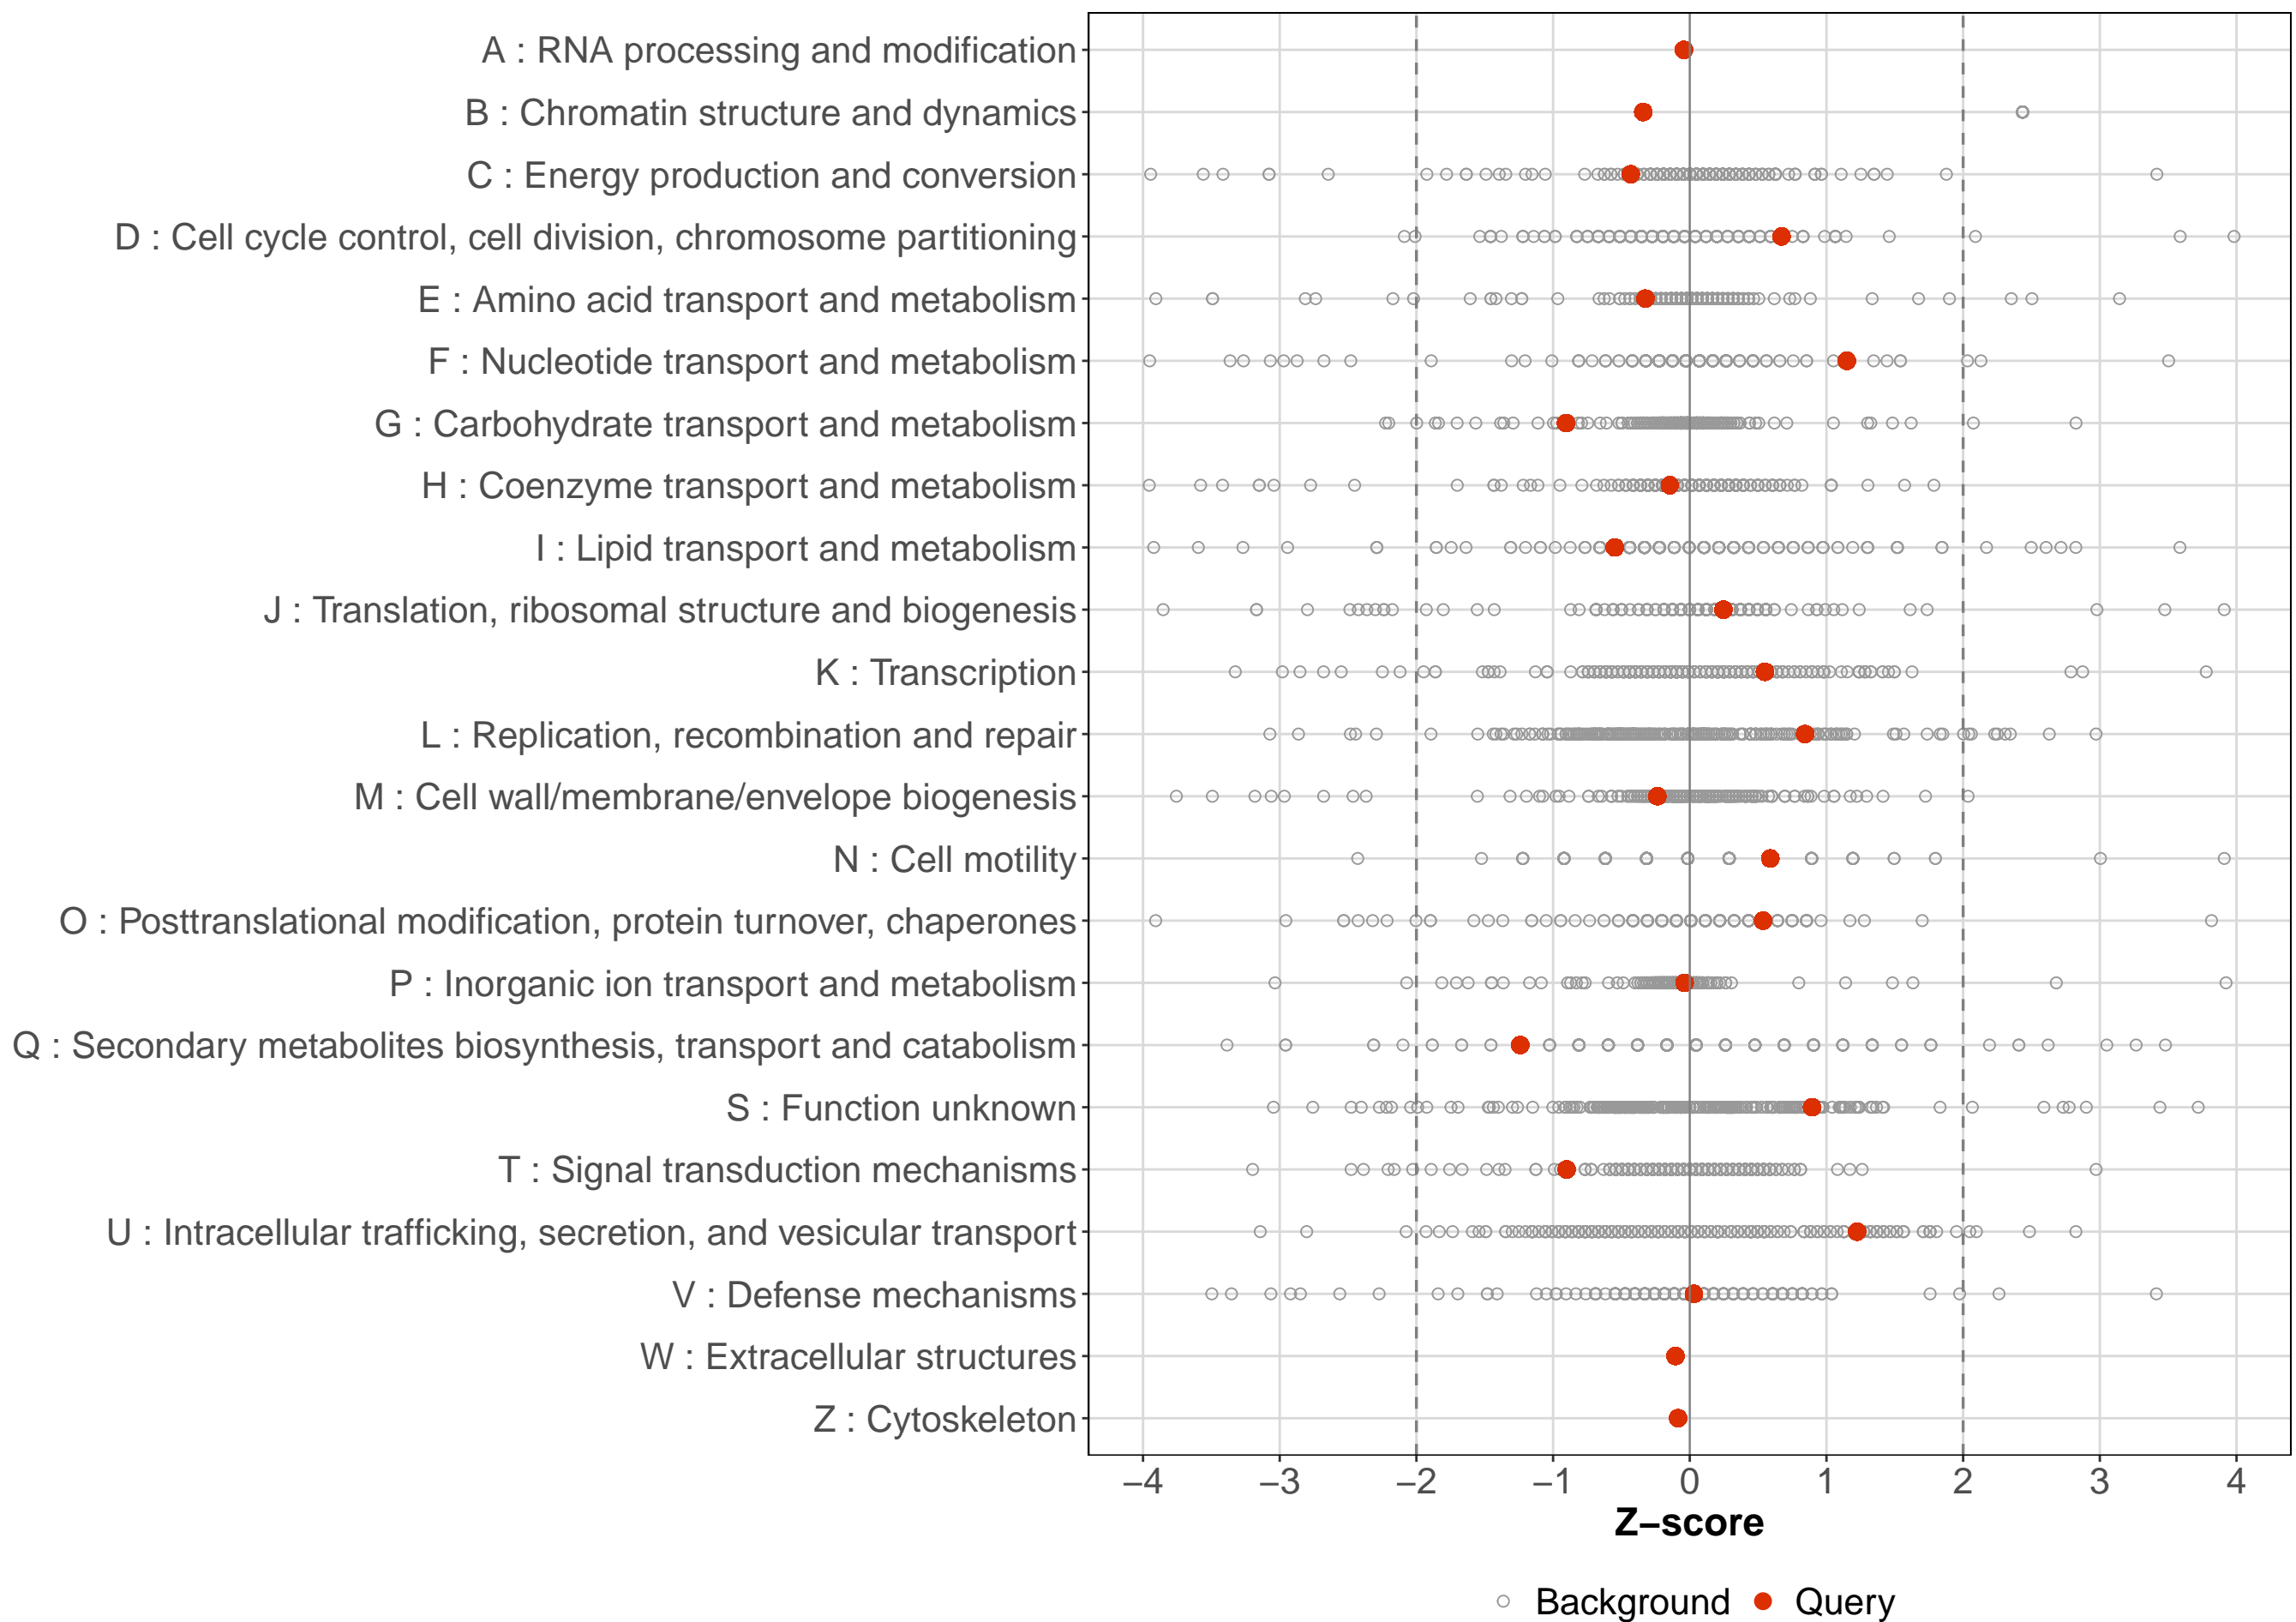 A : RNA processing and modification
B : Chromatin structure and dynamics
C : Energy production and conversion
D : Cell cycle control, cell division, chromosome partitioning
E : Amino acid transport and metabolism
F : Nucleotide transport and metabolism
G : Carbohydrate transport and metabolism
H : Coenzyme transport and metabolism
I : Lipid transport and metabolism
J : Translation, ribosomal structure and biogenesis
K : Transcription
L : Replication, recombination and repair
M : Cell wall/membrane/envelope biogenesis
N : Cell motility
O : Posttranslational modification, protein turnover, chaperones
P : Inorganic ion transport and metabolism
Q : Secondary metabolites biosynthesis, transport and catabolism
S : Function unknown
T : Signal transduction mechanisms
U : Intracellular trafficking, secretion, and vesicular transport
V : Defense mechanisms
W : Extracellular structures
Z : Cytoskeleton
−4 −3 −2 −1 0 1 2 3 4
Z−score
Background Query